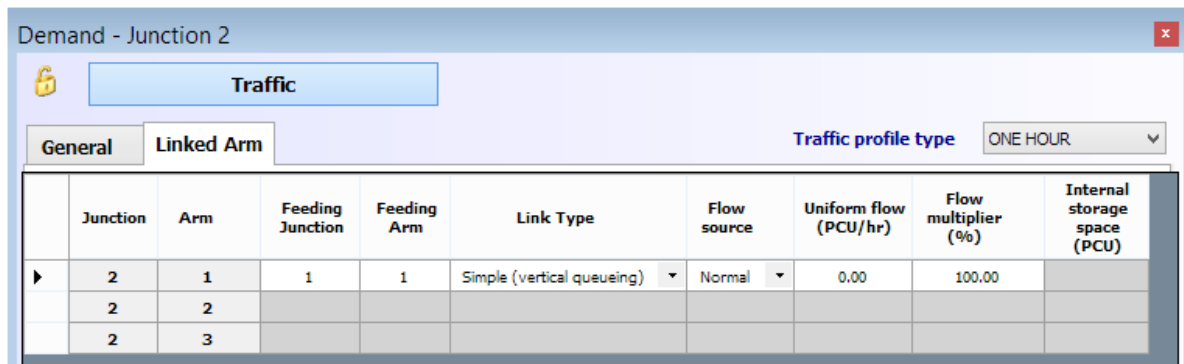 Demand - Junction 2
x
Traffic
General Linked Arm Traffic profile type ONE HOUR
Junction Arm Feeding Junction Feeding Arm Link Type Flow source Uniform flow (PCU/hr) Flow multiplier (%) Internal storage space (PCU)
2 1 1 1 Simple (vertical queueing) Normal 0.00 100.00
2 2
2 3